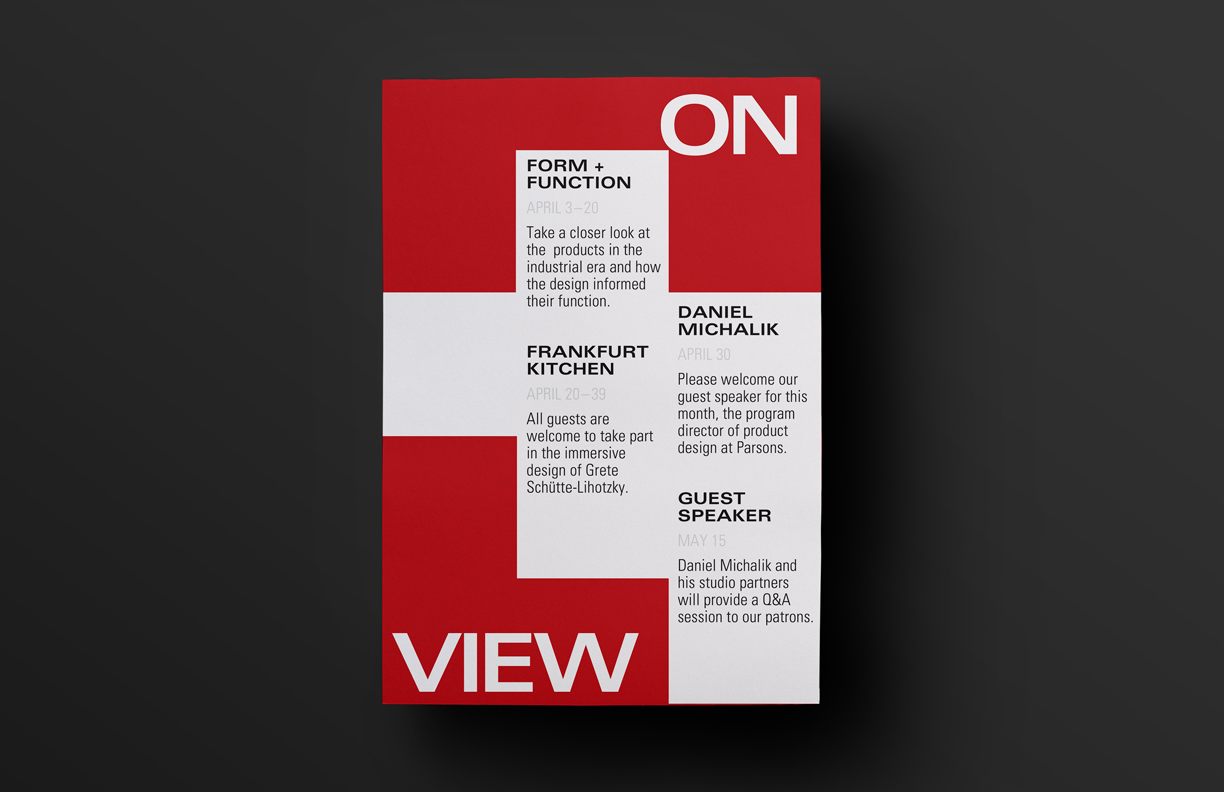 ON
FORM +
FUNCTION
APRIL 3–20
Take a closer look at
the  products in the
industrial era and how
the design informed
their function.
FRANKFURT
KITCHEN
APRIL 20–39
All guests are
welcome to take part
in the immersive
design of Grete
Schütte-Lihotzky.
DANIEL
MICHALIK
APRIL 30
Please welcome our
guest speaker for this
month, the program
director of product
design at Parsons.
GUEST
SPEAKER
MAY 15
Daniel Michalik and
his studio partners
will provide a Q&A
session to our patrons.
VIEW